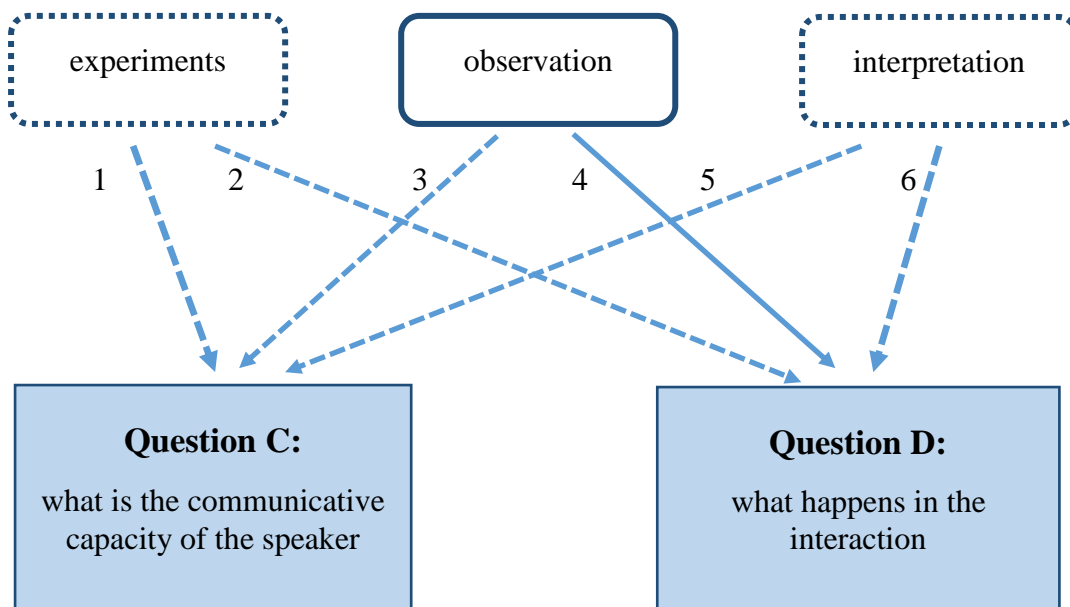 experiments
observation
interpretation
1
2
3
4
5
6
Question C:
what is the communicative
capacity of the speaker
Question D:
what happens in the
interaction